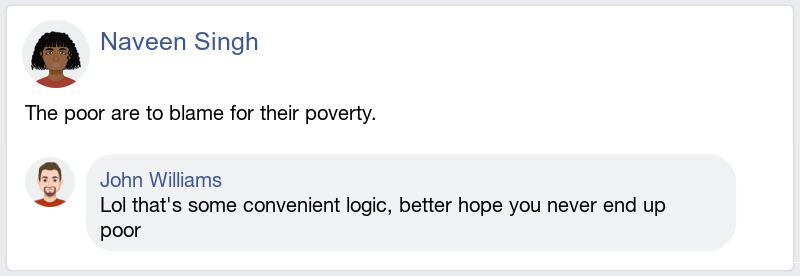 Naveen Singh
The poor are to blame for their poverty.
John Williams
Lol that's some convenient logic, better hope you never end up
poor